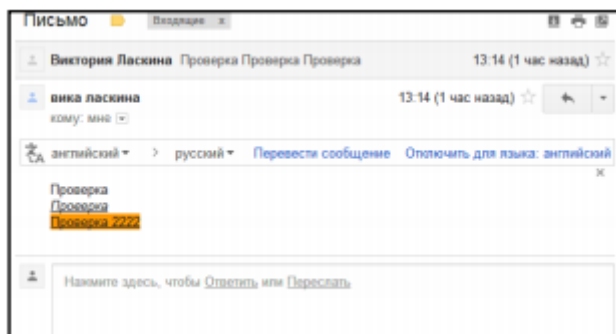 Письмо Входящие x
Виктория Ласкина Проверка Проверка Проверка 13:14 (1 час назад)
вика ласкина 13:14 (1 час назад)
кому: мне
английский > русский Перевести сообщение Отключить для языка: английский
x
Проверка
Проверка
Проверка 2222
Нажмите здесь, чтобы Ответить или Переслать